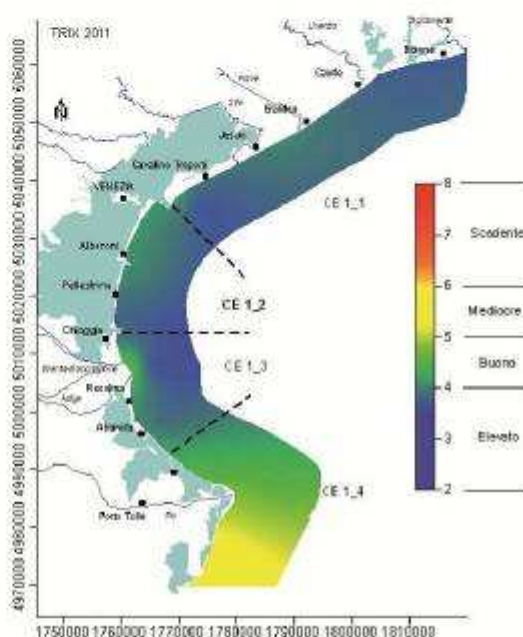 TRIX 2011
N
Caorle
Jesolo
Cavallino Treporti
VENEZIA
Alberoni
Pellestrina
Chioggia
Rosolina
Adige
Albarella
Porto Tolle
Po
CE 1_1
CE 1_2
CE 1_3
CE 1_4
8
7
6
5
4
3
2
Scadente
Mediocre
Buono
Elevato
5060000
5050000
5040000
5030000
5020000
5010000
5000000
4990000
4980000
4970000
1750000 1760000 1770000 1780000 1790000 1800000 1810000